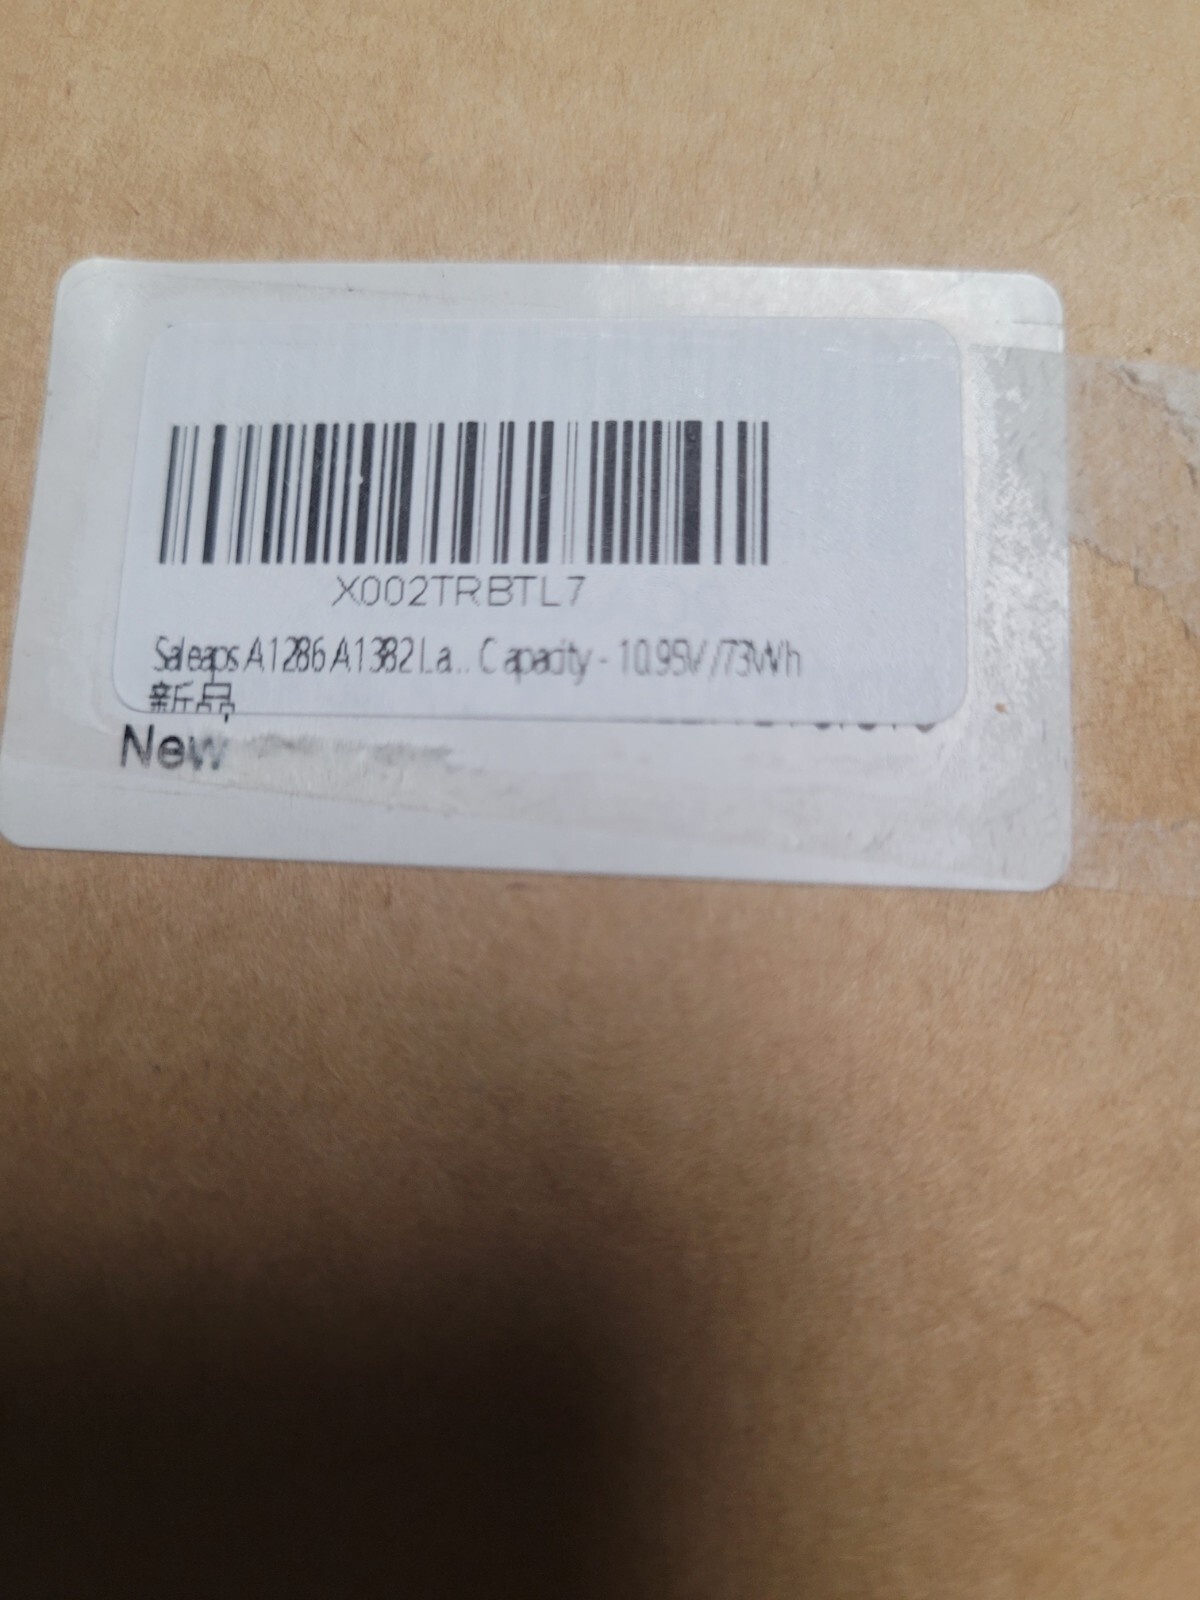 X002TRBTL7
Saleaps A1286 A1382 La... Capacity - 10.95V/73Wh
新品
New